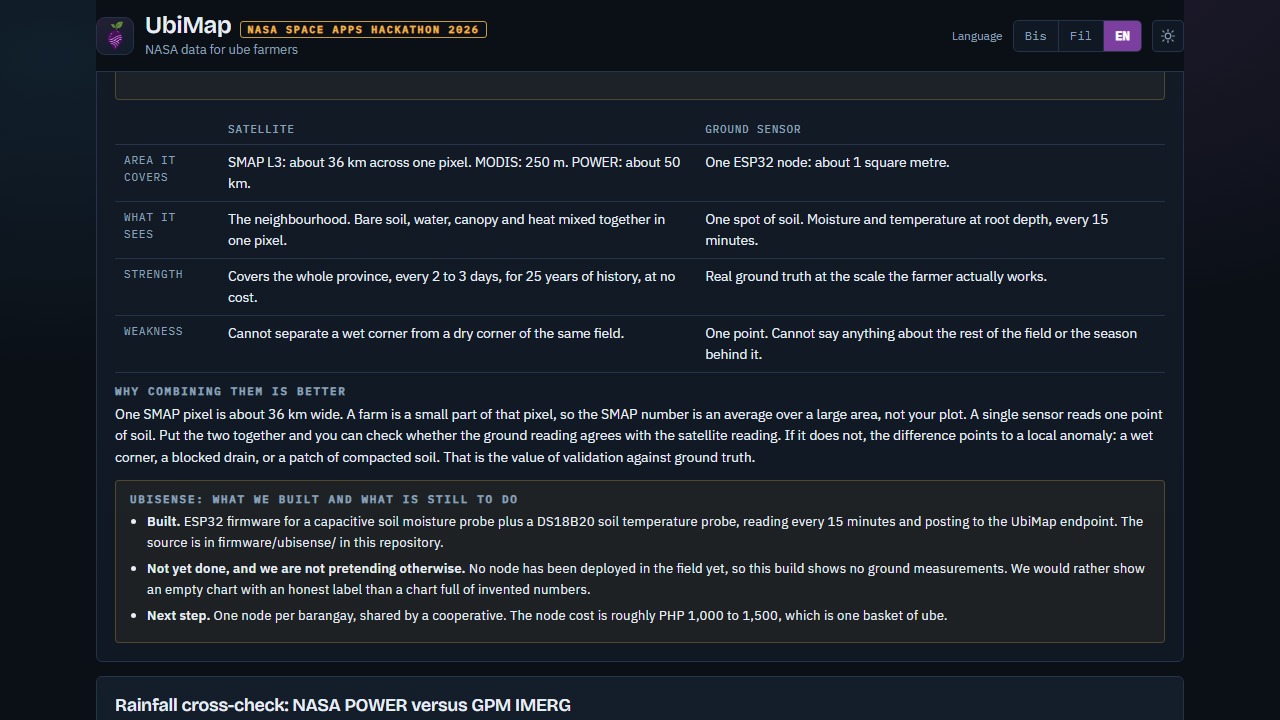 UbiMap NASA SPACE APPS HACKATHON 2026
NASA data for ube farmers
Language Bis Fil EN
SATELLITE GROUND SENSOR
AREA IT COVERS
SMAP L3: about 36 km across one pixel. MODIS: 250 m. POWER: about 50
km.
One ESP32 node: about 1 square metre.
WHAT IT SEES
The neighbourhood. Bare soil, water, canopy and heat mixed together in
one pixel.
One spot of soil. Moisture and temperature at root depth, every 15
minutes.
STRENGTH
Covers the whole province, every 2 to 3 days, for 25 years of history, at no
cost.
Real ground truth at the scale the farmer actually works.
WEAKNESS
Cannot separate a wet corner from a dry corner of the same field.
One point. Cannot say anything about the rest of the field or the season
behind it.
WHY COMBINING THEM IS BETTER
One SMAP pixel is about 36 km wide. A farm is a small part of that pixel, so the SMAP number is an average over a large area, not your plot. A single sensor reads one point
of soil. Put the two together and you can check whether the ground reading agrees with the satellite reading. If it does not, the difference points to a local anomaly: a wet
corner, a blocked drain, or a patch of compacted soil. That is the value of validation against ground truth.
UBISENSE: WHAT WE BUILT AND WHAT IS STILL TO DO
Built. ESP32 firmware for a capacitive soil moisture probe plus a DS18B20 soil temperature probe, reading every 15 minutes and posting to the UbiMap endpoint. The
source is in firmware/ubisense/ in this repository.
Not yet done, and we are not pretending otherwise. No node has been deployed in the field yet, so this build shows no ground measurements. We would rather show
an empty chart with an honest label than a chart full of invented numbers.
Next step. One node per barangay, shared by a cooperative. The node cost is roughly PHP 1,000 to 1,500, which is one basket of ube.
Rainfall cross-check: NASA POWER versus GPM IMERG